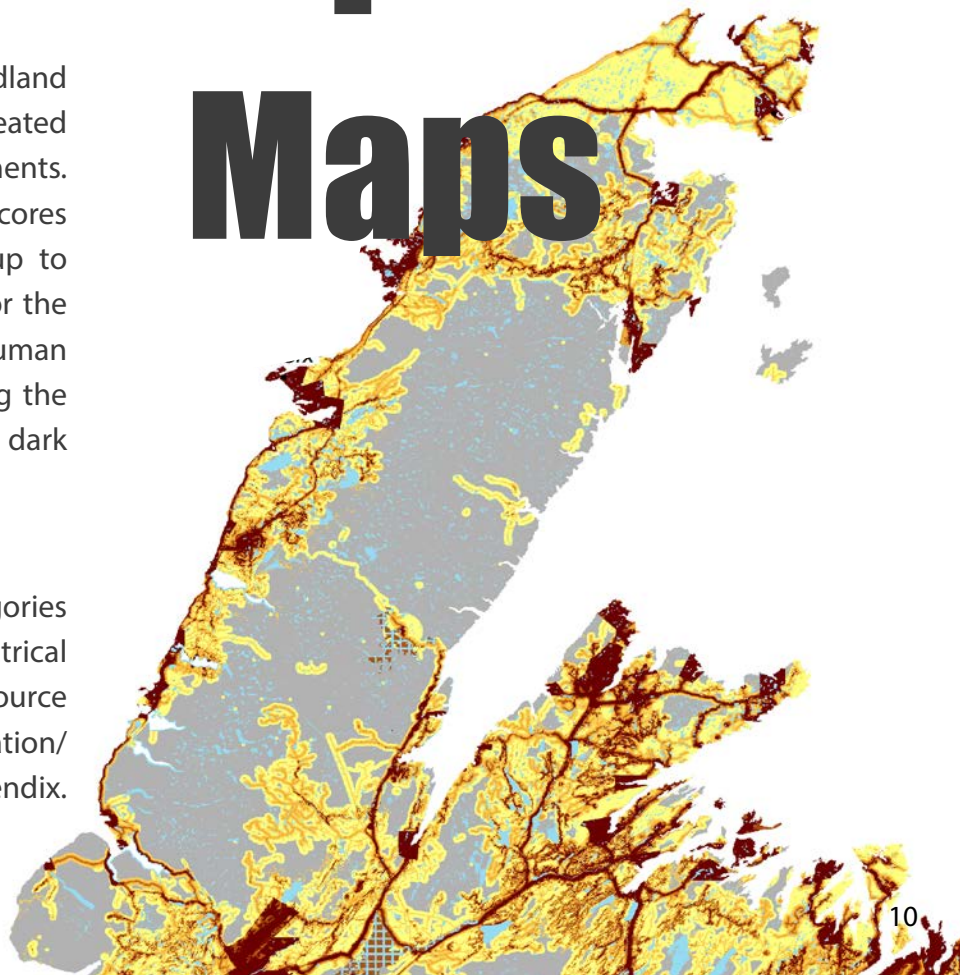 Maps
dland
eated
nents.
cores
up to
or the
uman
g the
dark
gories
trical
ource
ation/
endix.
10